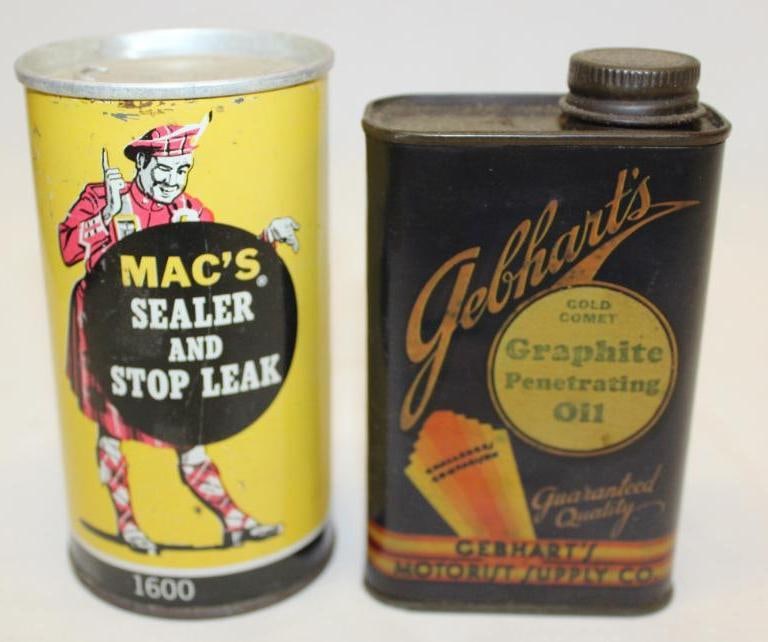 MAC'S®
SEALER
AND
STOP LEAK
1600
Gebhart's
GOLD
COMET
Graphite
Penetrating
Oil
Guaranteed
Quality
GEBHART'S
MOTORIST SUPPLY CO.